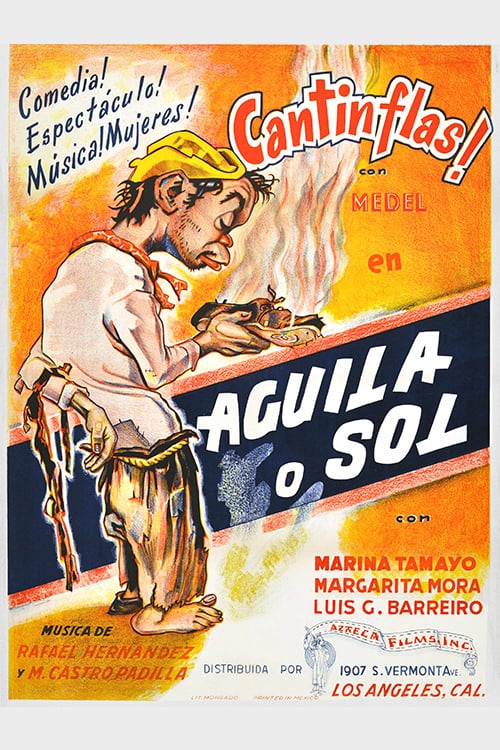 Comedia!
Espectáculo!
Música! Mujeres!
Cantinflas!
con
MEDEL
en
AGUILA
O SOL
con
MARINA TAMAYO
MARGARITA MORA
LUIS G. BARREIRO
MUSICA DE
RAFAEL HERNÁNDEZ
Y M. CASTRO PADILLA
DISTRIBUIDA POR
AZTECA
FILMS, INC.
1907 S. VERMONT AVE.
LOS ANGELES, CAL.
LIT. MORGADO PRINTED IN MEXICO